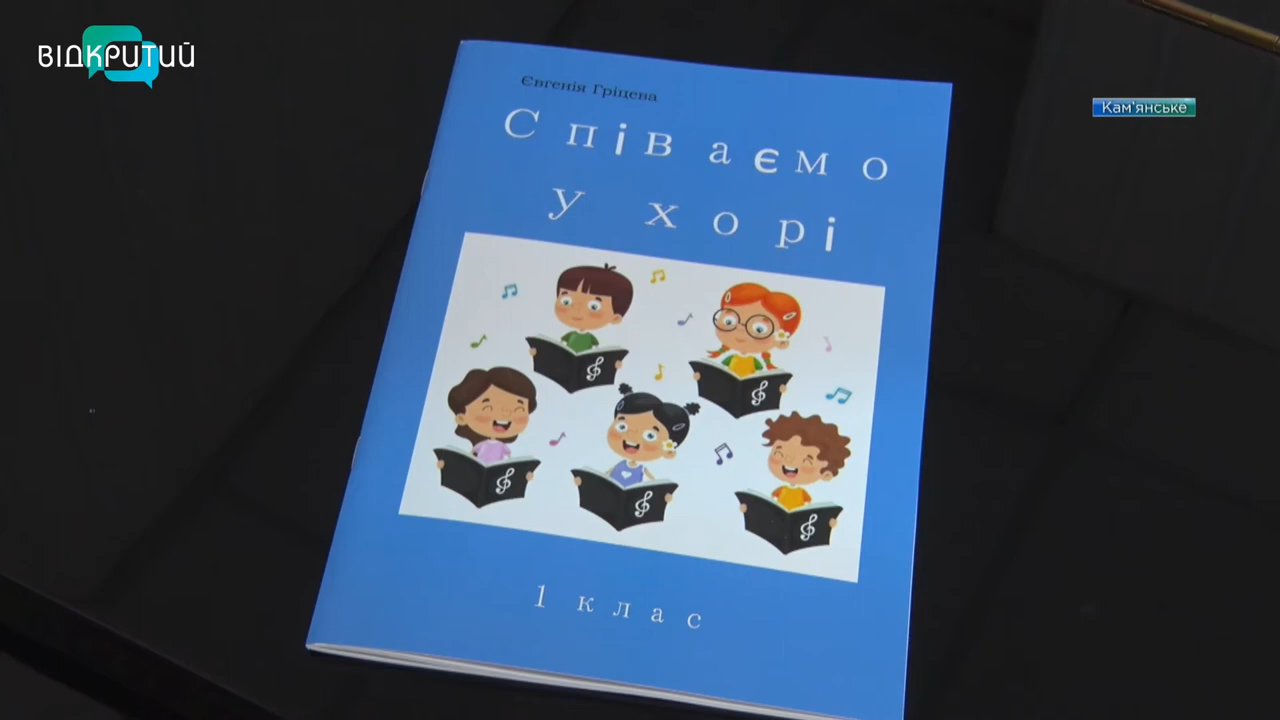 ВІДКРИТИЙ
Кам'янське
Євгенія Гріцева
Співаємо
у хорі
1 клас